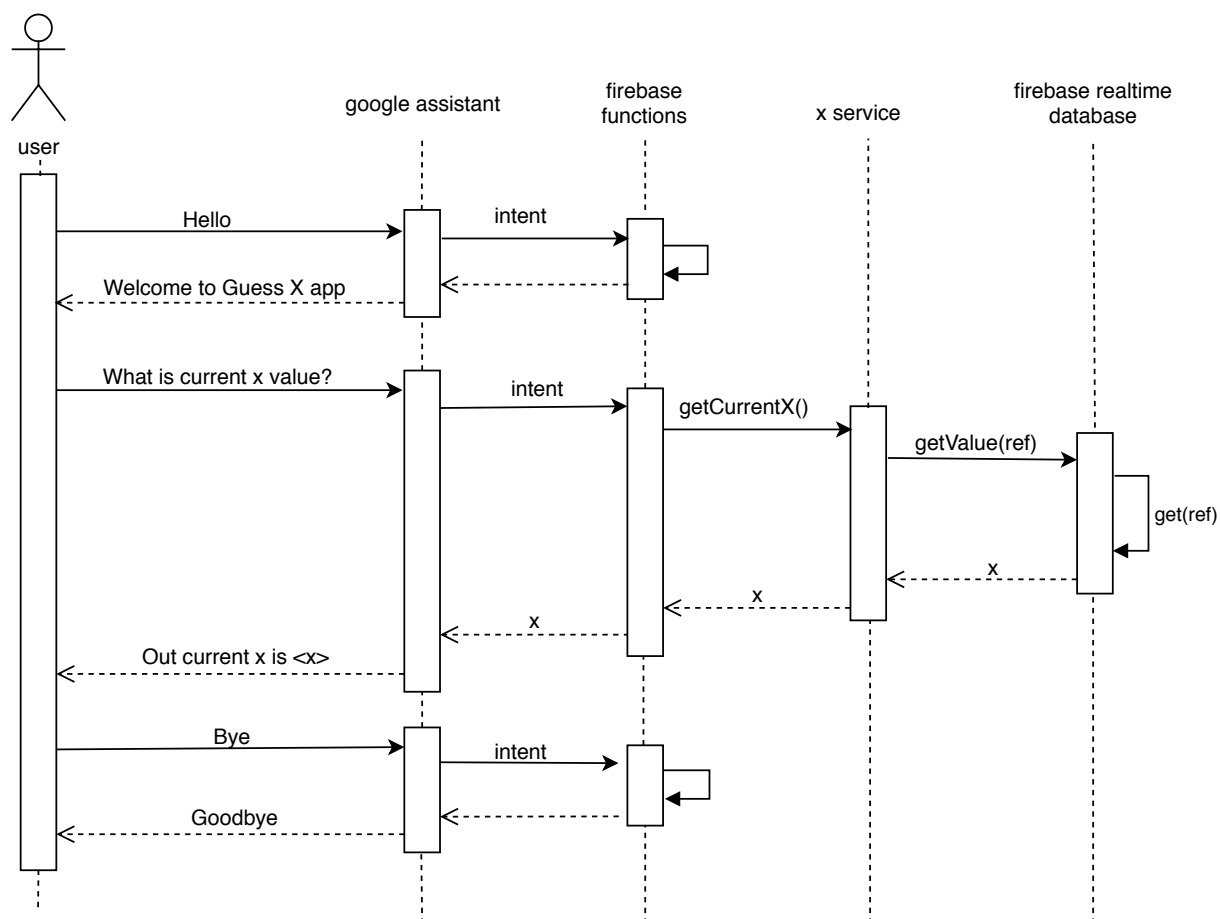 firebase
functions
firebase realtime
database
google assistant
x service
user
Hello
intent
Welcome to Guess X app
What is current x value?
intent
getCurrentX()
getValue(ref)
get(ref)
x
x
x
Out current x is <x>
Bye
intent
Goodbye